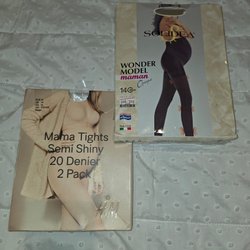 SOLIDEA
WONDER
MODEL
maman
140
Mama Tights
Semi Shiny
20 Denier
2 Pack
H&M